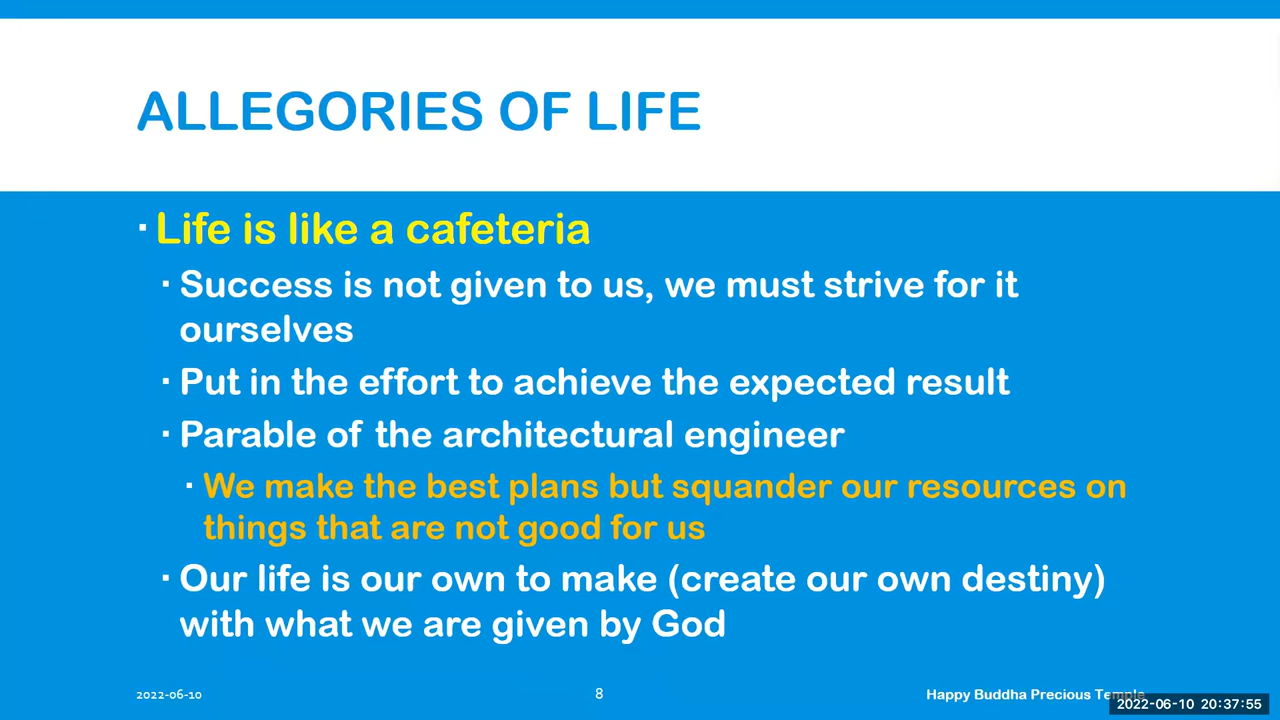 ALLEGORIES OF LIFE
▪ Life is like a cafeteria
▪ Success is not given to us, we must strive for it
ourselves
▪ Put in the effort to achieve the expected result
▪ Parable of the architectural engineer
▪ We make the best plans but squander our resources on
things that are not good for us
▪ Our life is our own to make (create our own destiny)
with what we are given by God
2022-06-10
8
Happy Buddha Precious Temple
2022-06-10 20:37:55